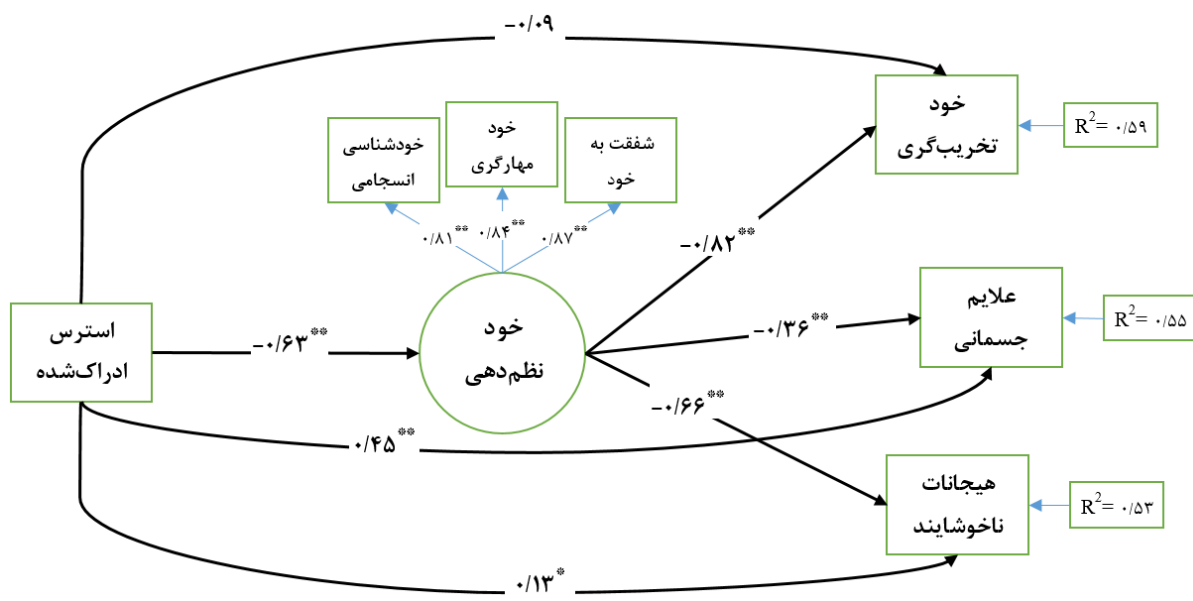 -۰/۰۹
خود
تخریب‌گری
R²= ۰/۵۹
خودشناسی
انسجامی
خود
مهارگری
شفقت به
خود
۰/۸۱**
۰/۸۴**
۰/۸۷**
-۰/۸۲**
استرس
ادراک‌شده
-۰/۶۳**
خود
نظم‌دهی
-۰/۳۶**
علایم
جسمانی
R²= ۰/۵۵
-۰/۶۶**
۰/۴۵**
هیجانات
ناخوشایند
R²= ۰/۵۳
۰/۱۳*